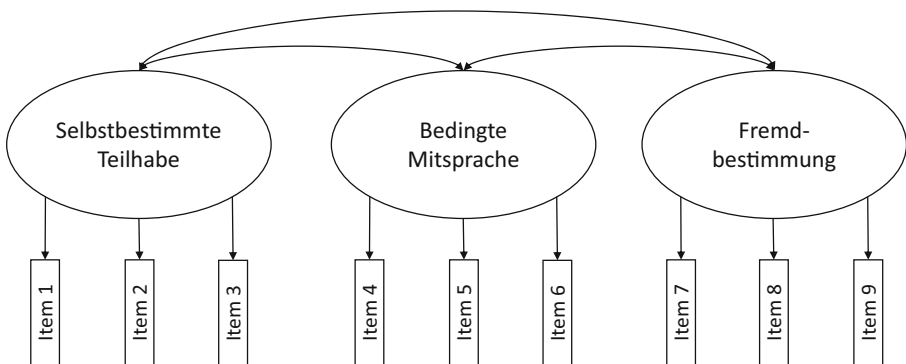 Selbstbestimmte
Teilhabe
Bedingte
Mitsprache
Fremd-
bestimmung
Item 1
Item 2
Item 3
Item 4
Item 5
Item 6
Item 7
Item 8
Item 9